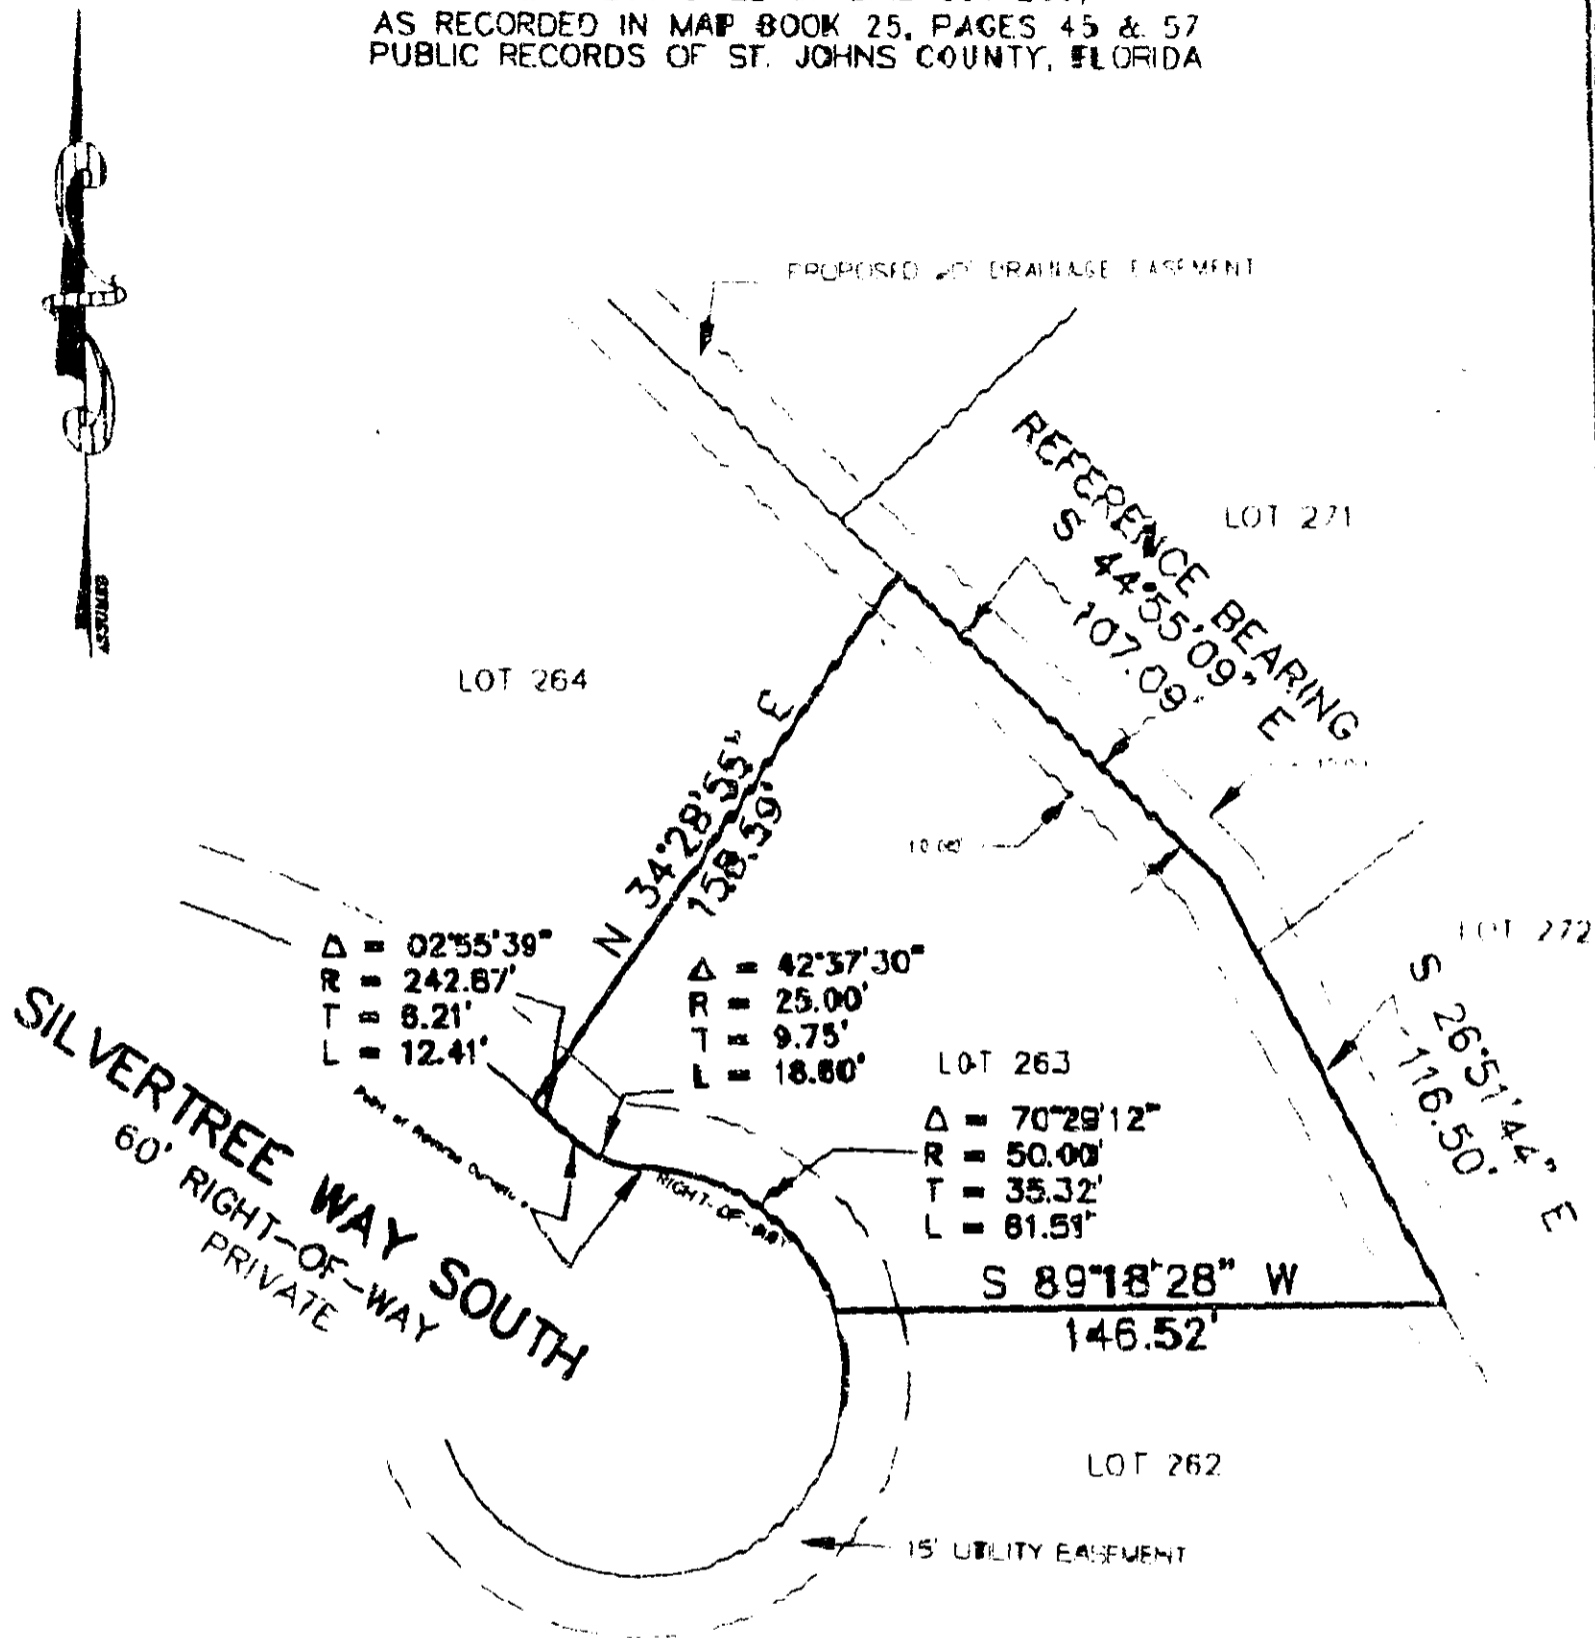 AS RECORDED IN MAP BOOK 25, PAGES 45 & 57
PUBLIC RECORDS OF ST. JOHNS COUNTY, FLORIDA
PROPOSED 20' DRAINAGE EASEMENT
REFERENCE BEARING
S 44°55'09" E
107.09'
LOT 271
LOT 264
N 34°28'55" E
158.59'
10.00'
LOT 272
S 26°51'44" E
116.50'
Δ = 02°55'39"
R = 242.87'
T = 6.21'
L = 12.41'
Δ = 42°37'30"
R = 25.00'
T = 9.75'
L = 18.60'
LOT 263
Δ = 70°29'12"
R = 50.00'
T = 35.32'
L = 61.51'
RIGHT-OF-WAY
S 89°18'28" W
146.52'
SILVERTREE WAY SOUTH
60' RIGHT-OF-WAY
PRIVATE
LOT 262
15' UTILITY EASEMENT